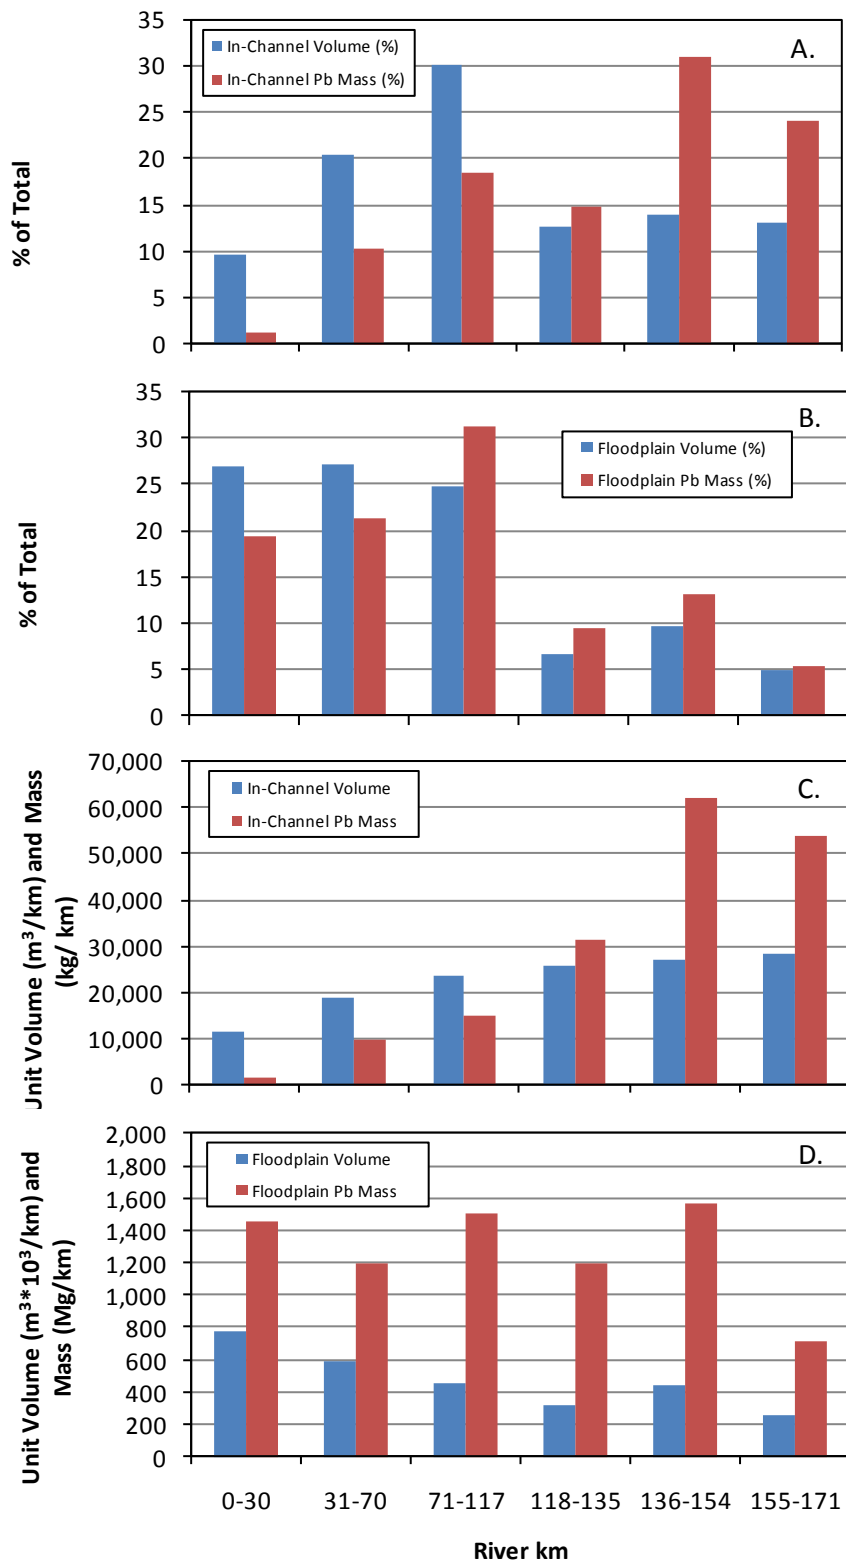 35
30
25
20
15
10
5
0
% of Total
In-Channel Volume (%)
In-Channel Pb Mass (%)
A.
35
30
25
20
15
10
5
0
% of Total
Floodplain Volume (%)
Floodplain Pb Mass (%)
B.
70,000
60,000
50,000
40,000
30,000
20,000
10,000
0
Unit Volume (m³/km) and Mass
(kg/ km)
In-Channel Volume
In-Channel Pb Mass
C.
2,000
1,800
1,600
1,400
1,200
1,000
800
600
400
200
0
Unit Volume (m³*10³/km) and
Mass (Mg/km)
Floodplain Volume
Floodplain Pb Mass
D.
0-30 31-70 71-117 118-135 136-154 155-171
River km